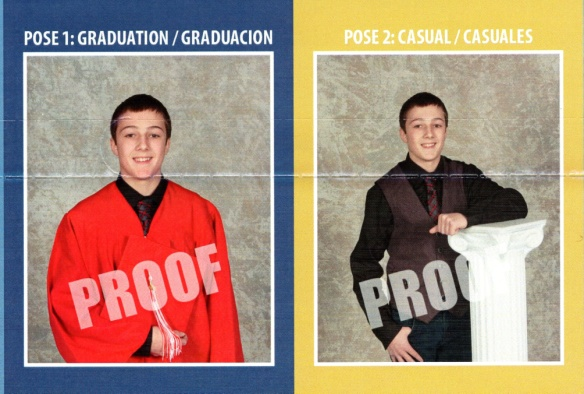 POSE 1: GRADUATION / GRADUACION
PROOF
POSE 2: CASUAL / CASUALES
PROOF